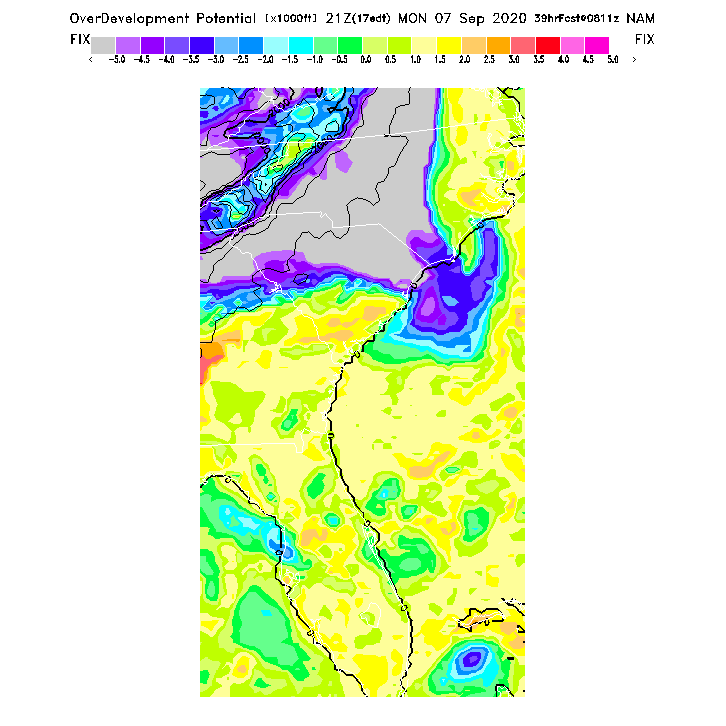 OverDevelopment Potential [x1000ft] 21Z(17edt) MON 07 Sep 2020 39hrFcst@0811z NAM
FIX FIX
< -5.0 -4.5 -4.0 -3.5 -3.0 -2.5 -2.0 -1.5 -1.0 -0.5 0.0 0.5 1.0 1.5 2.0 2.5 3.0 3.5 4.0 4.5 5.0 >